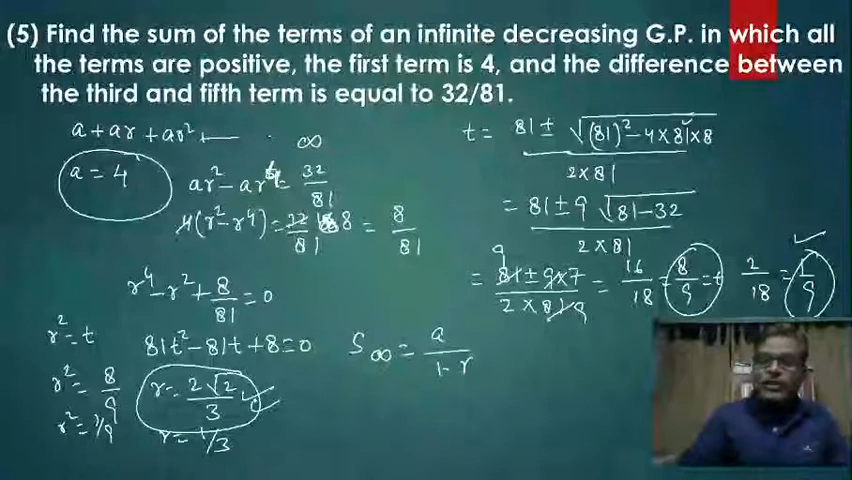 (5) Find the sum of the terms of an infinite decreasing G.P. in which all
the terms are positive, the first term is 4, and the difference between
the third and fifth term is equal to 32/81.
a + ar + ar² + — . ∞
a = 4
ar² - ar⁴ = 32/81
4(r² - r⁴) = 32/81 8 = 8/81
r⁴ - r² + 8/81 = 0
r² = t
81t² - 81t + 8 = 0
r² = 8/9
r = 2√2/3
r² = 1/9
r = 1/3
S∞ = a/1-r
t = 81 ± √(81)² - 4×81×8 / 2×81
= 81 ± 9 √81-32 / 2×81
= 9 81 ± 9×7 / 2×81 9 = 16/18 = 8/9 = t 2/18 = 1/9